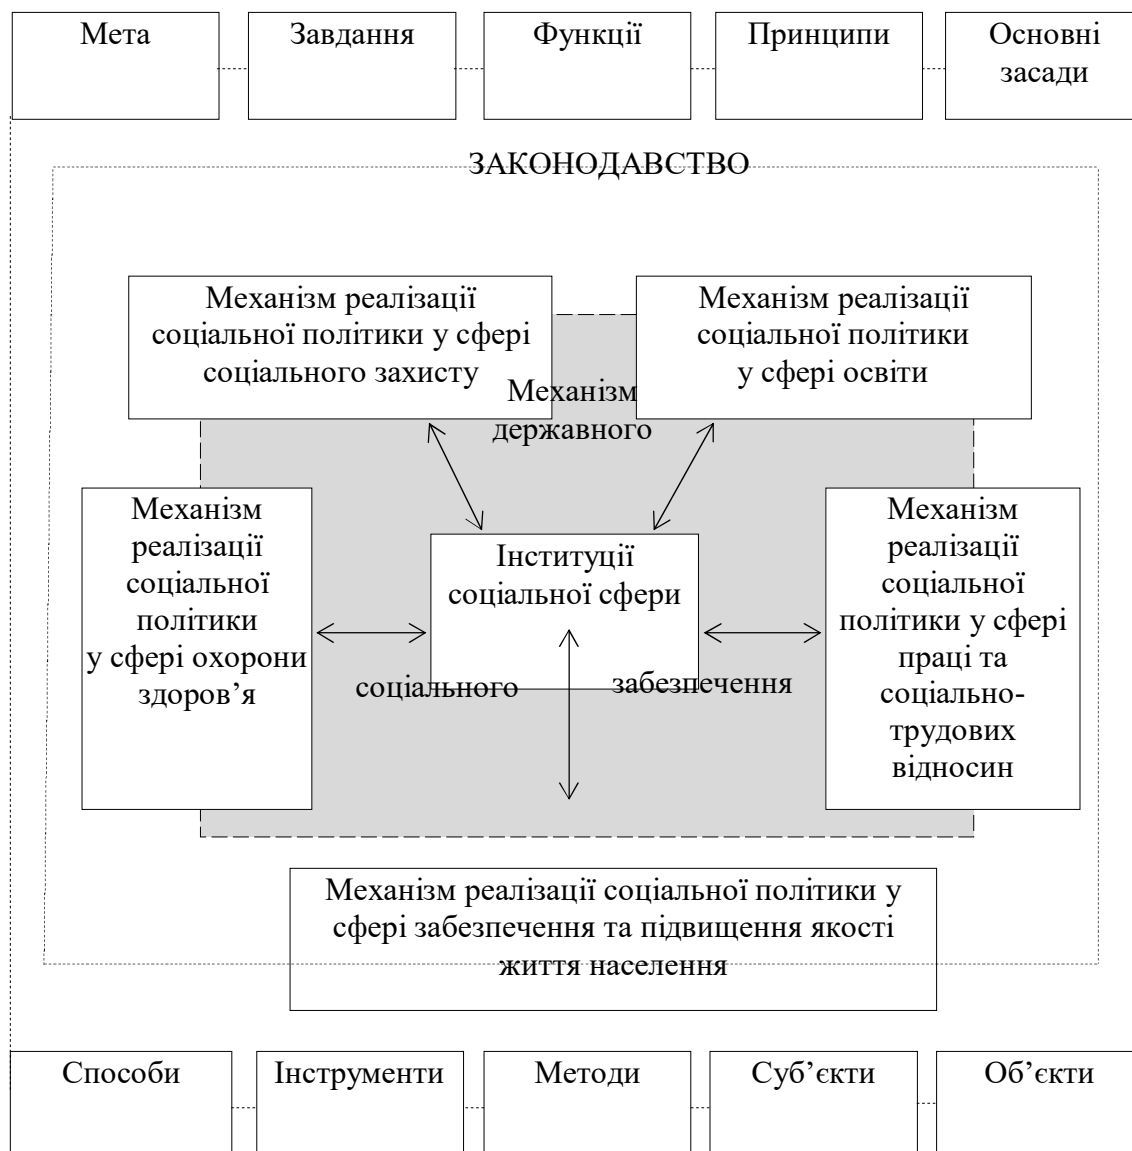 Мета
Завдання
Функції
Принципи
Основні
засади
ЗАКОНОДАВСТВО
Механізм реалізації
соціальної політики у сфері
соціального захисту
Механізм реалізації
соціальної політики
у сфері освіти
Механізм
державного
Механізм
реалізації
соціальної
політики
у сфері охорони
здоров’я
Інституції
соціальної сфери
соціального
забезпечення
Механізм
реалізації
соціальної
політики у сфері
праці та
соціально-
трудових
відносин
Механізм реалізації соціальної політики у
сфері забезпечення та підвищення якості
життя населення
Способи
Інструменти
Методи
Суб’єкти
Об’єкти